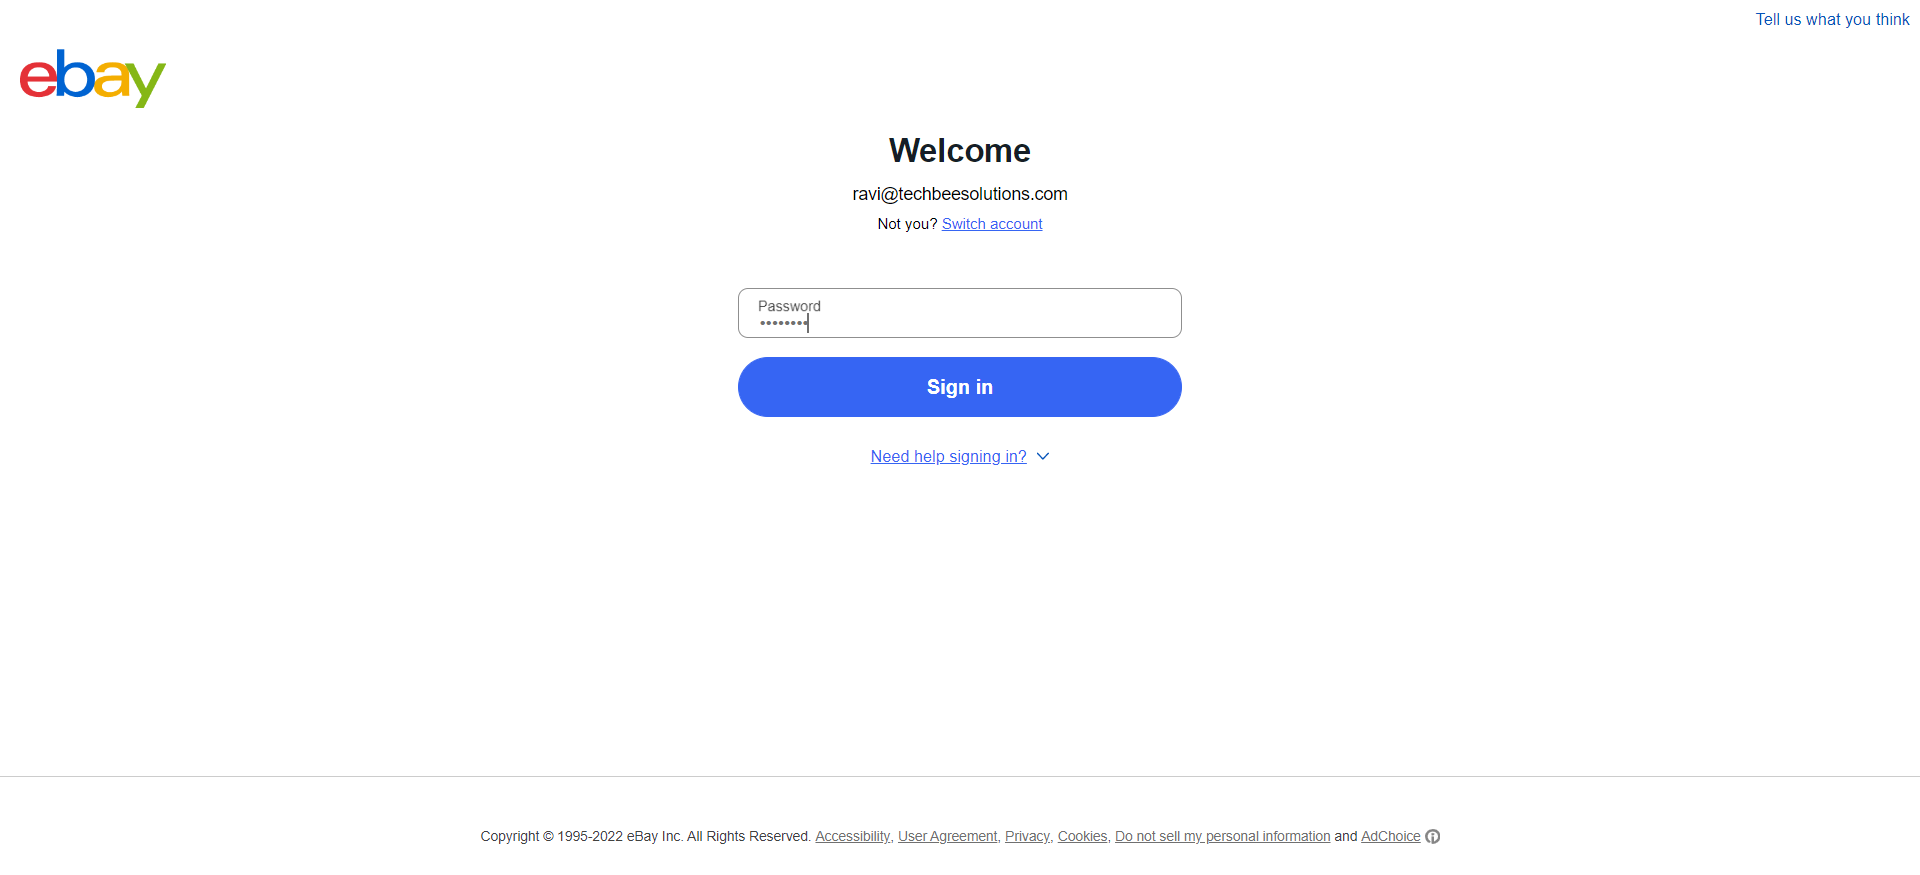 Tell us what you think
ebay
Welcome
ravi@techbeesolutions.com
Not you? Switch account
Password
••••••••
Sign in
Need help signing in?
Copyright © 1995-2022 eBay Inc. All Rights Reserved. Accessibility, User Agreement, Privacy, Cookies, Do not sell my personal information and AdChoice